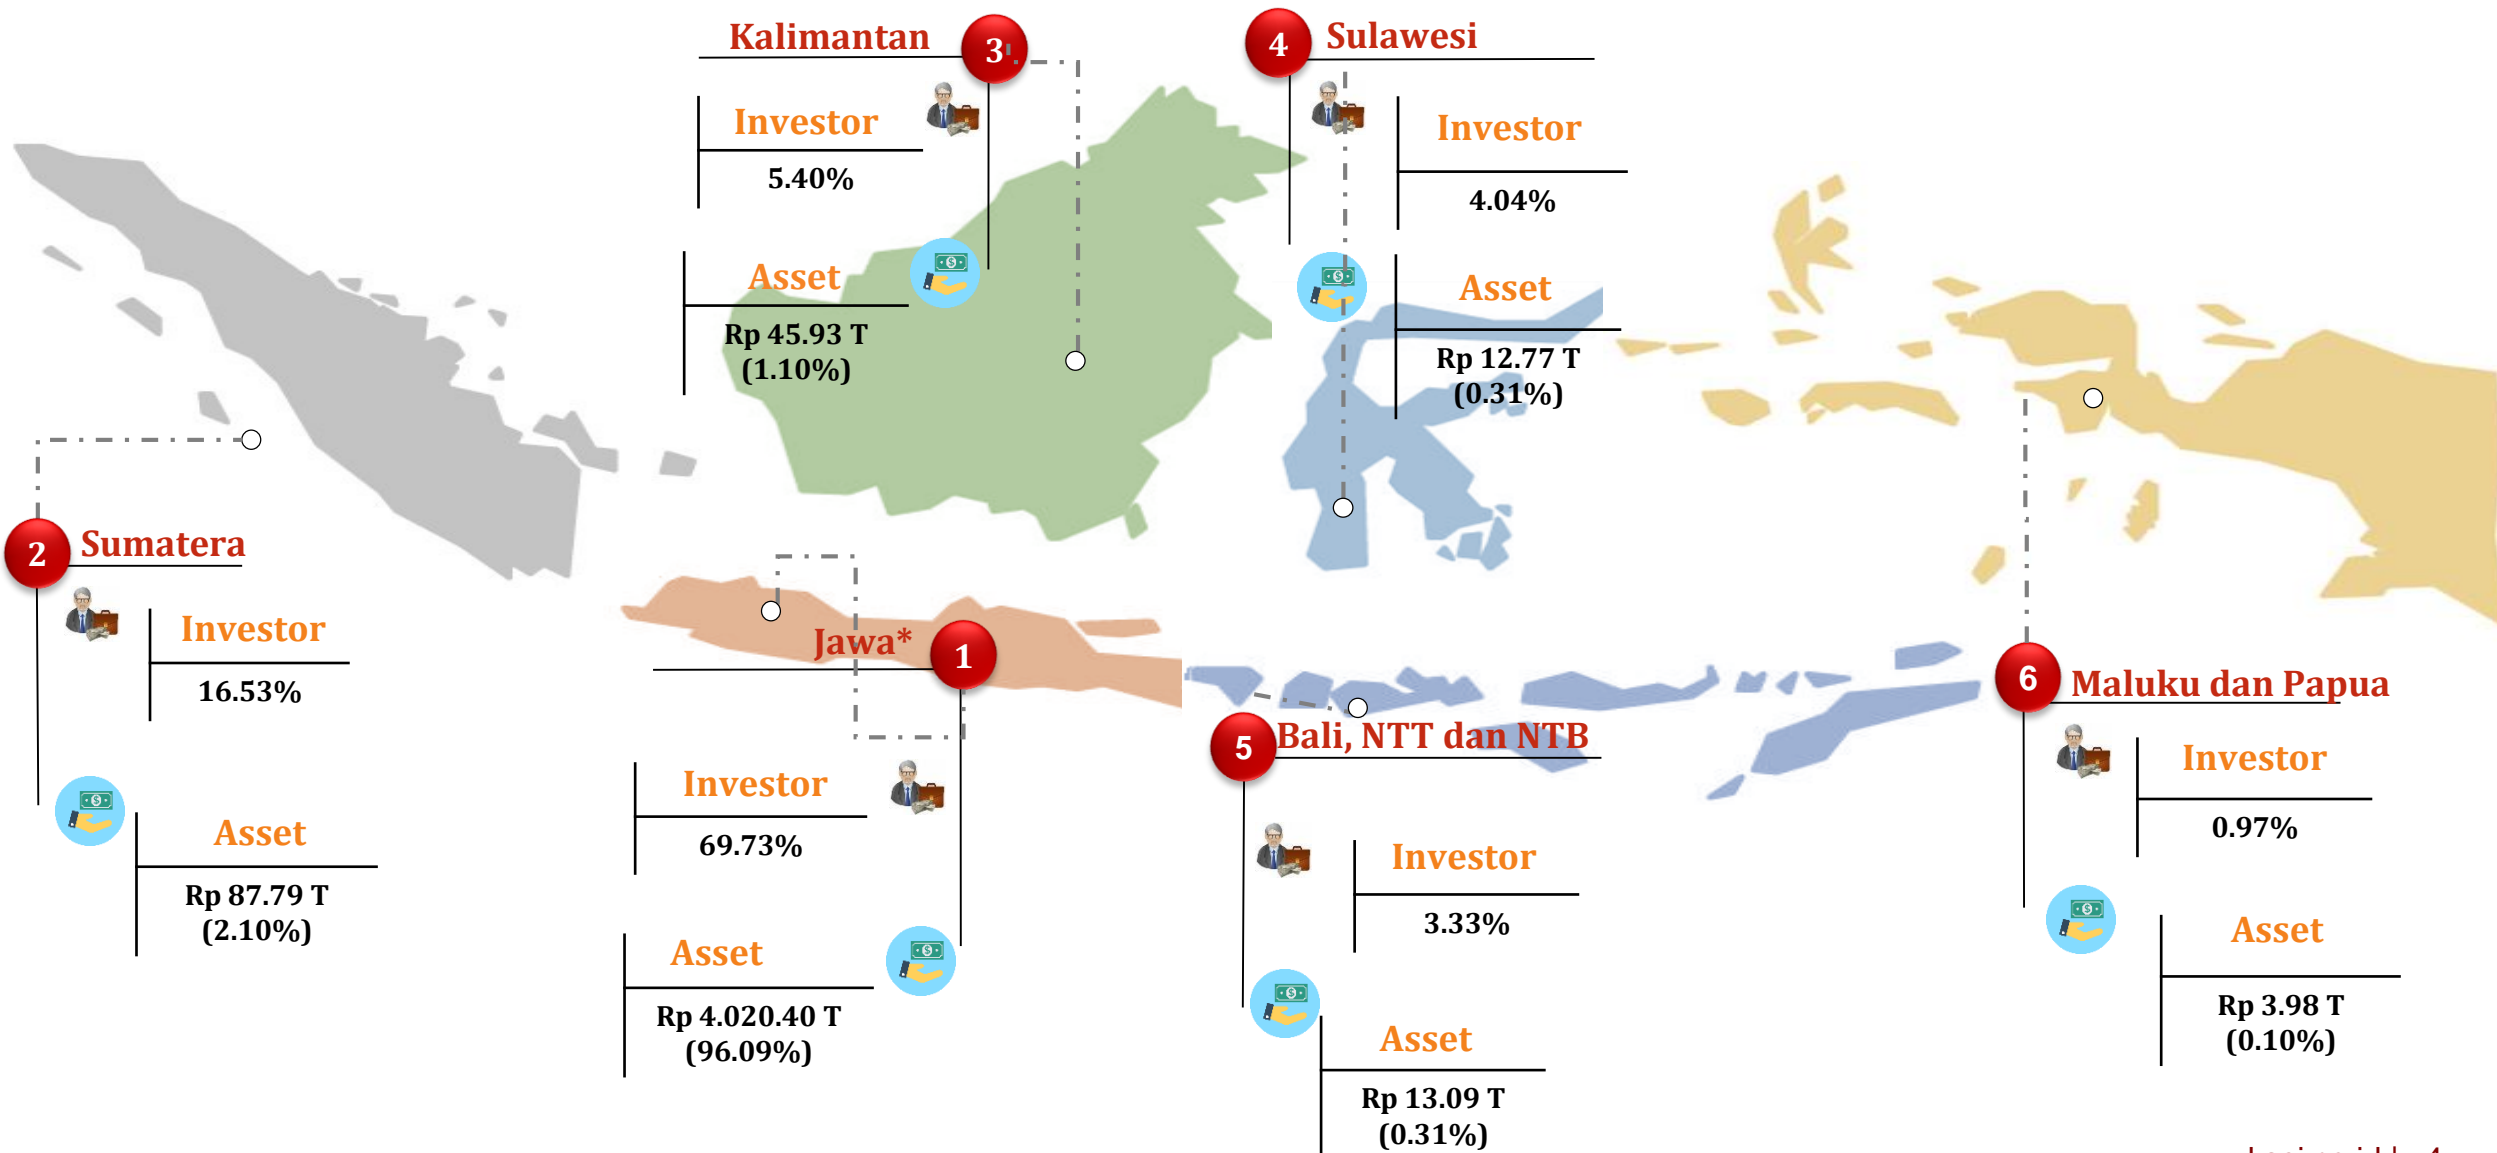 Kalimantan
3
Investor
5.40%
Asset
Rp 45.93 T
(1.10%)
4
Sulawesi
Investor
4.04%
Asset
Rp 12.77 T
(0.31%)
2
Sumatera
Investor
16.53%
Asset
Rp 87.79 T
(2.10%)
Jawa*
1
Investor
69.73%
Asset
Rp 4.020.40 T
(96.09%)
5
Bali, NTT dan NTB
Investor
3.33%
Asset
Rp 13.09 T
(0.31%)
6
Maluku dan Papua
Investor
0.97%
Asset
Rp 3.98 T
(0.10%)